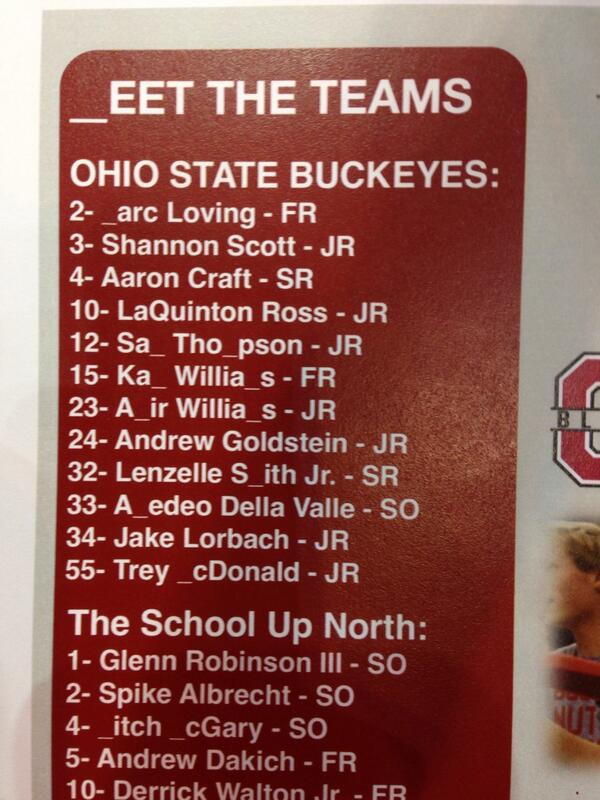 _EET THE TEAMS
OHIO STATE BUCKEYES:
2- _arc Loving - FR
3- Shannon Scott - JR
4- Aaron Craft - SR
10- LaQuinton Ross - JR
12- Sa_ Tho_pson - JR
15- Ka_ Willia_s - FR
23- A_ir Willia_s - JR
24- Andrew Goldstein - JR
32- Lenzelle S_ith Jr. - SR
33- A_edeo Della Valle - SO
34- Jake Lorbach - JR
55- Trey _cDonald - JR
The School Up North:
1- Glenn Robinson III - SO
2- Spike Albrecht - SO
4- _itch _cGary - SO
5- Andrew Dakich - FR
10- Derrick Walton Jr. - FR